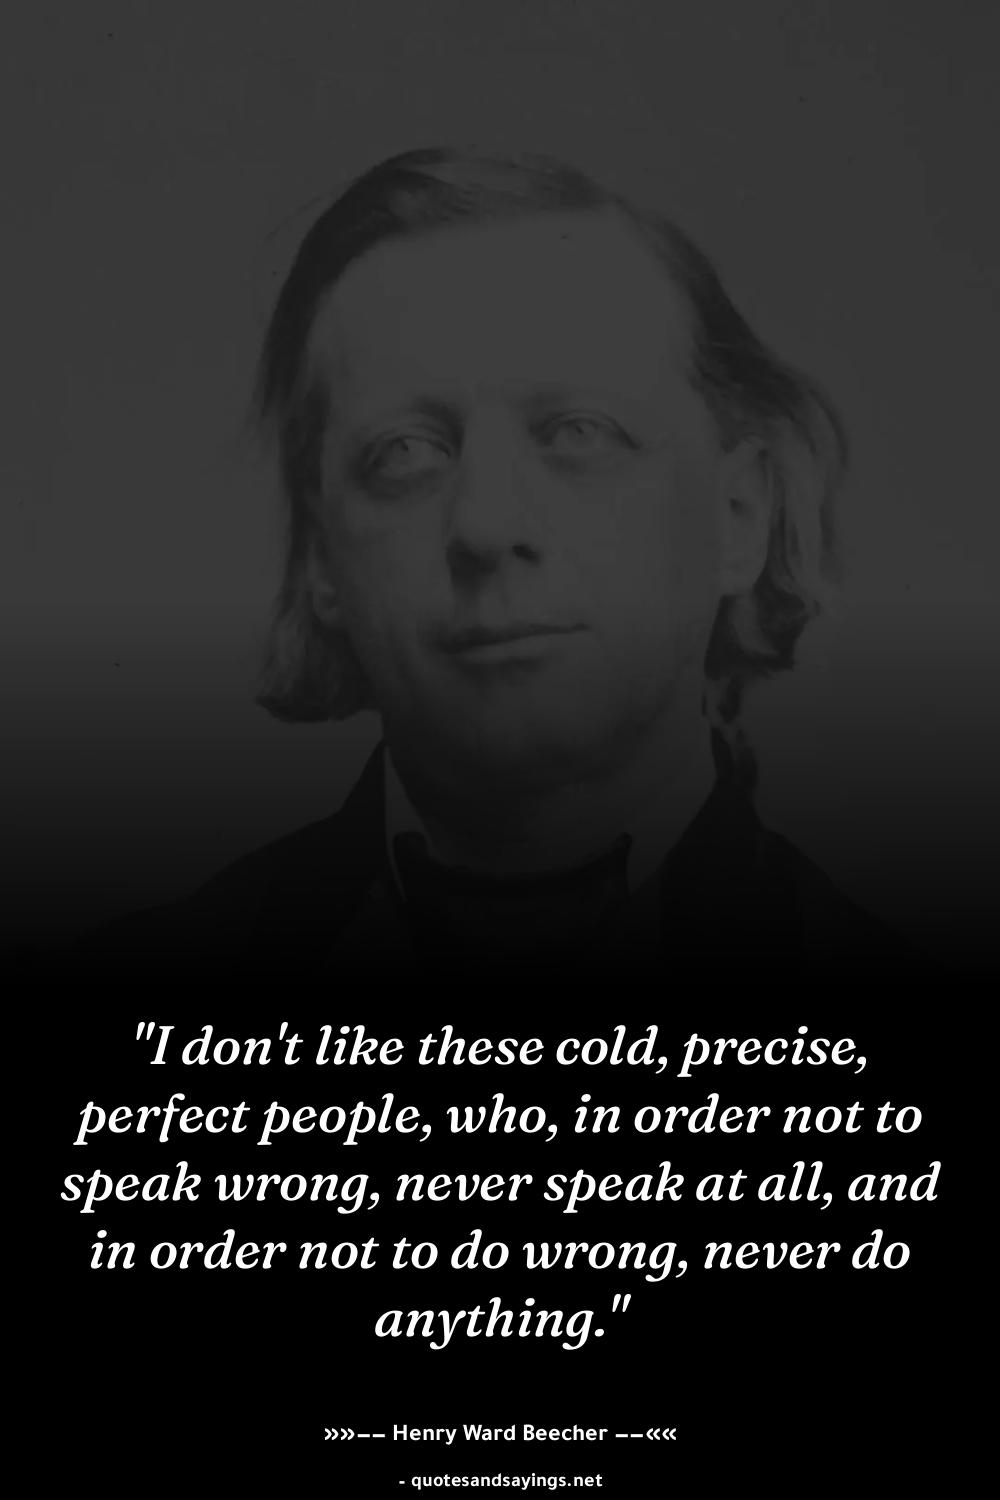 "I don't like these cold, precise,
perfect people, who, in order not to
speak wrong, never speak at all, and
in order not to do wrong, never do
anything."
»»-- Henry Ward Beecher --««
- quotesandsayings.net